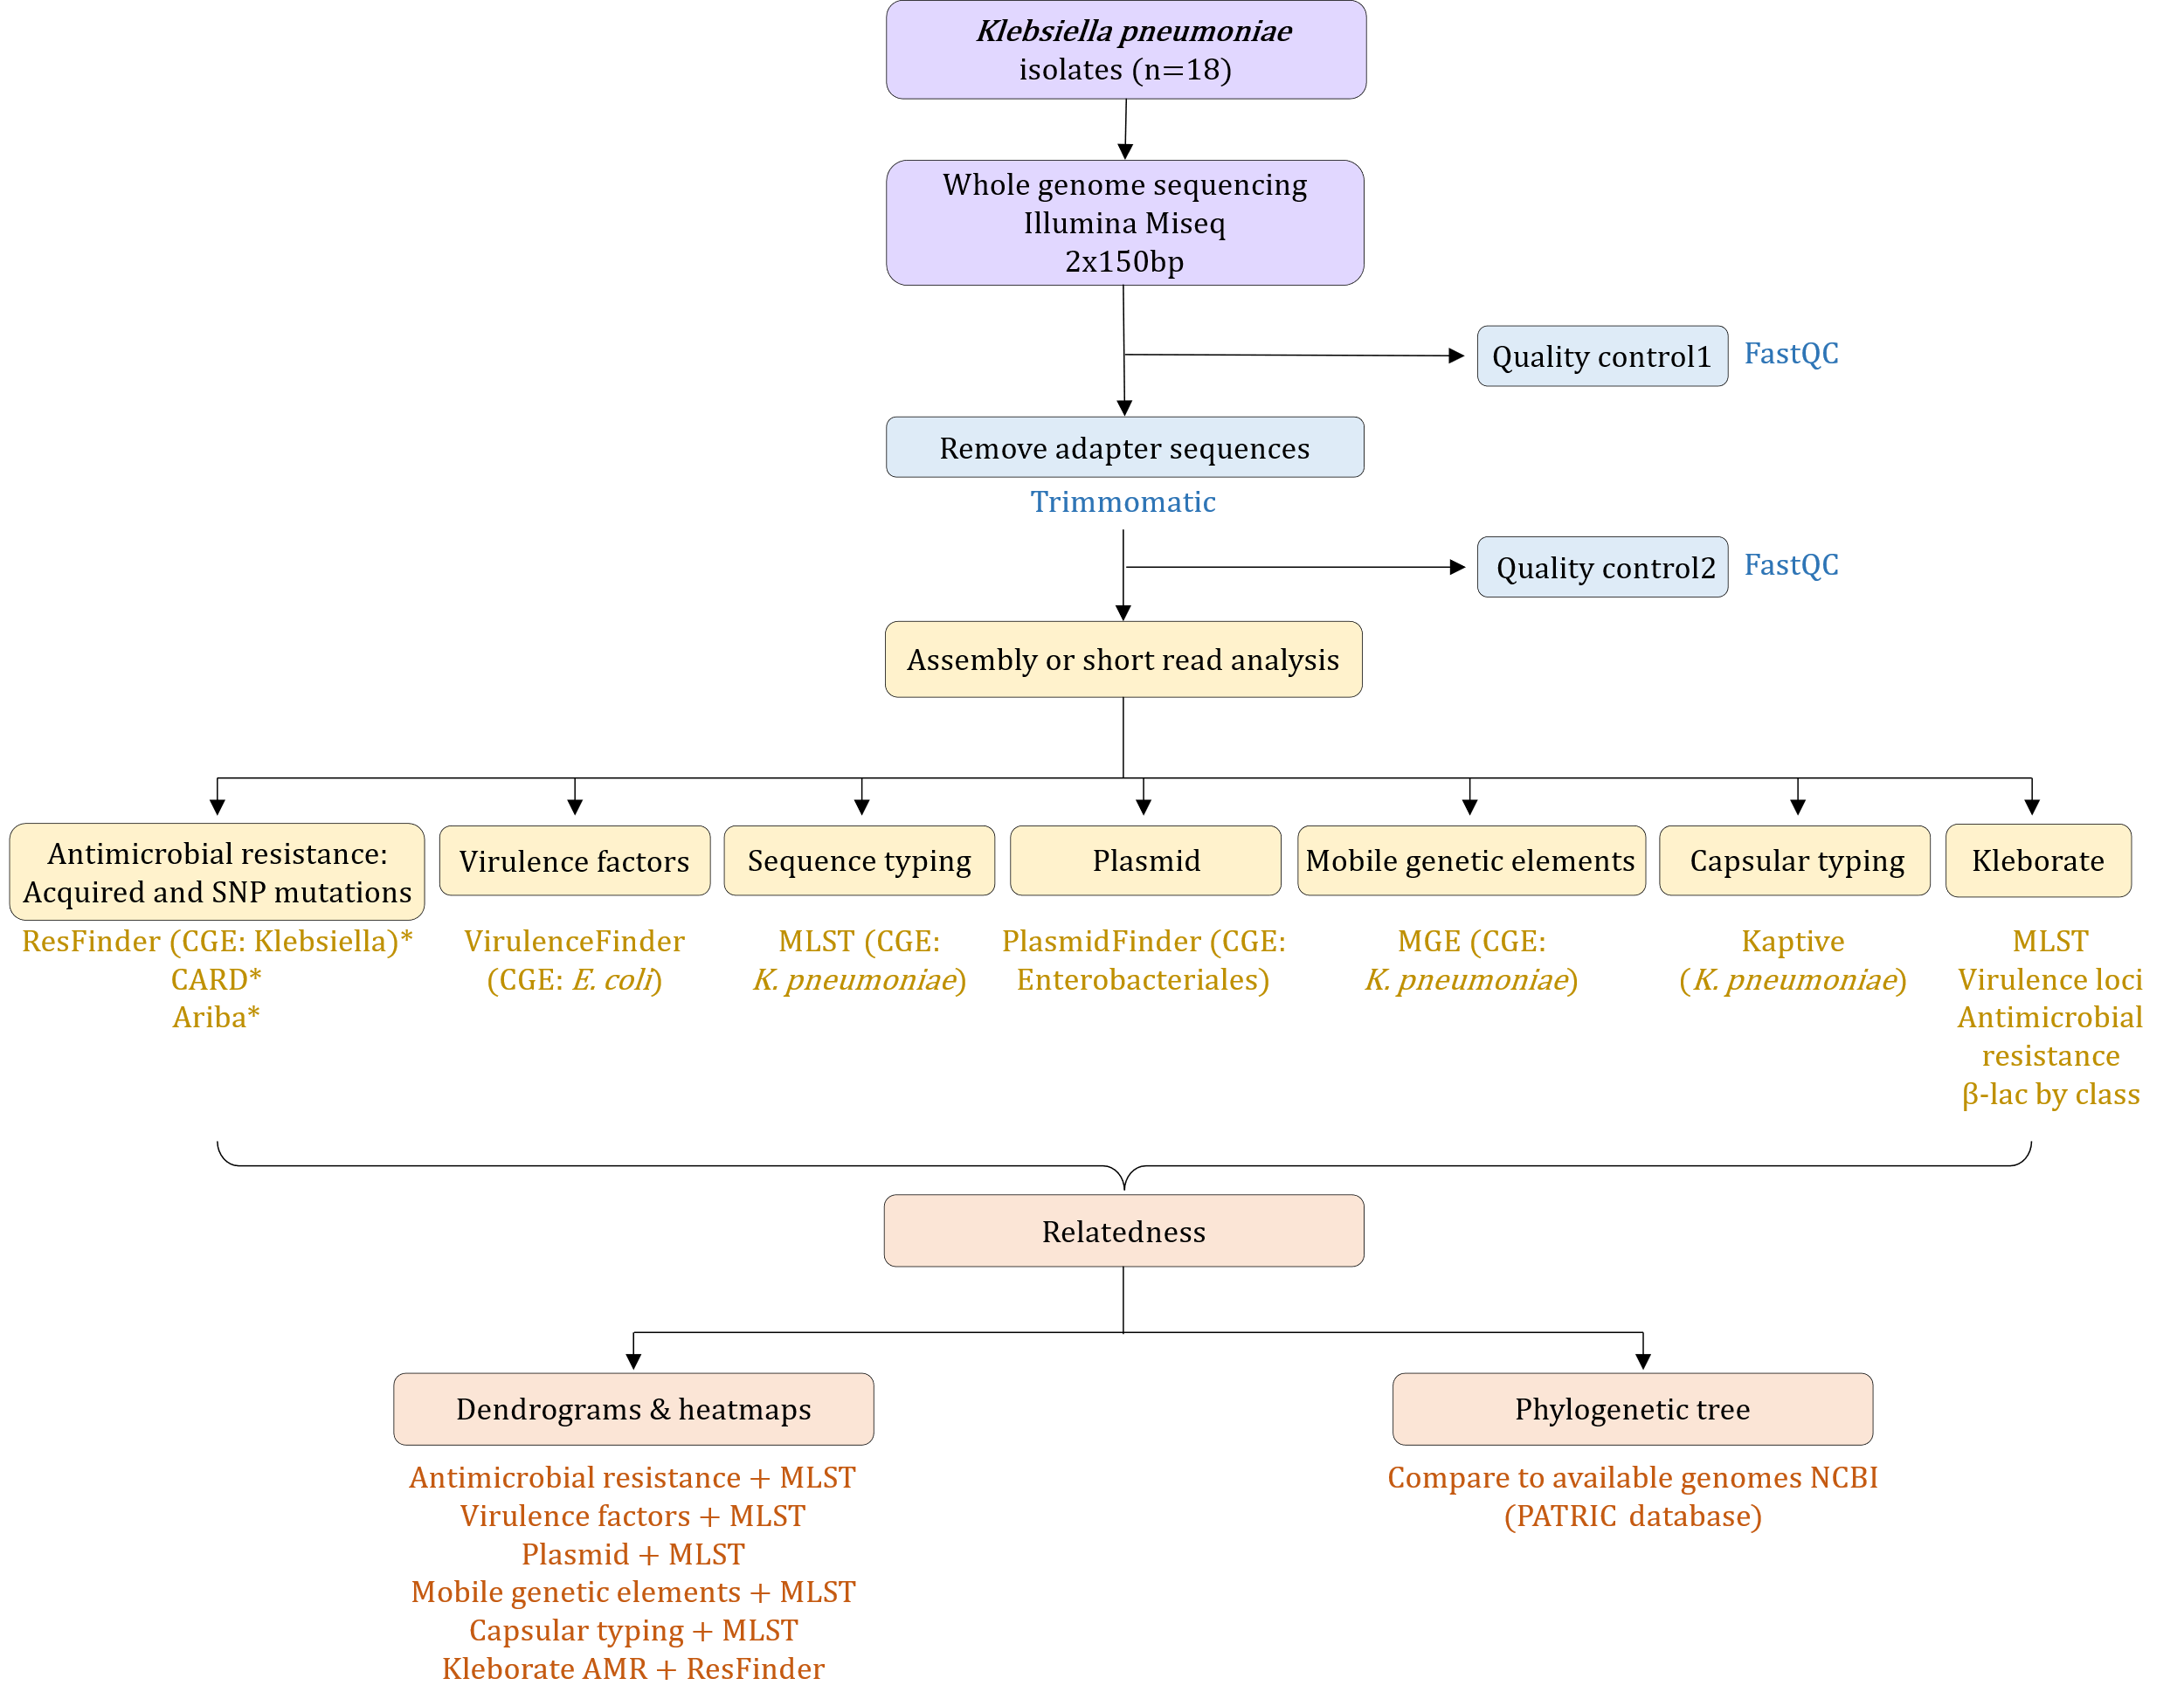 Klebsiella pneumoniae
isolates (n=18)
Whole genome sequencing
Illumina Miseq
2x150bp
Quality control1
FastQC
Remove adapter sequences
Trimmomatic
Quality control2
FastQC
Assembly or short read analysis
Antimicrobial resistance:
Acquired and SNP mutations
ResFinder (CGE: Klebsiella)*
CARD*
Ariba*
Virulence factors
VirulenceFinder
(CGE: E. coli)
Sequence typing
MLST (CGE:
K. pneumoniae)
Plasmid
PlasmidFinder (CGE:
Enterobacteriales)
Mobile genetic elements
MGE (CGE:
K. pneumoniae)
Capsular typing
Kaptive
(K. pneumoniae)
Kleborate
MLST
Virulence loci
Antimicrobial
resistance
β-lac by class
Relatedness
Dendrograms & heatmaps
Antimicrobial resistance + MLST
Virulence factors + MLST
Plasmid + MLST
Mobile genetic elements + MLST
Capsular typing + MLST
Kleborate AMR + ResFinder
Phylogenetic tree
Compare to available genomes NCBI
(PATRIC database)